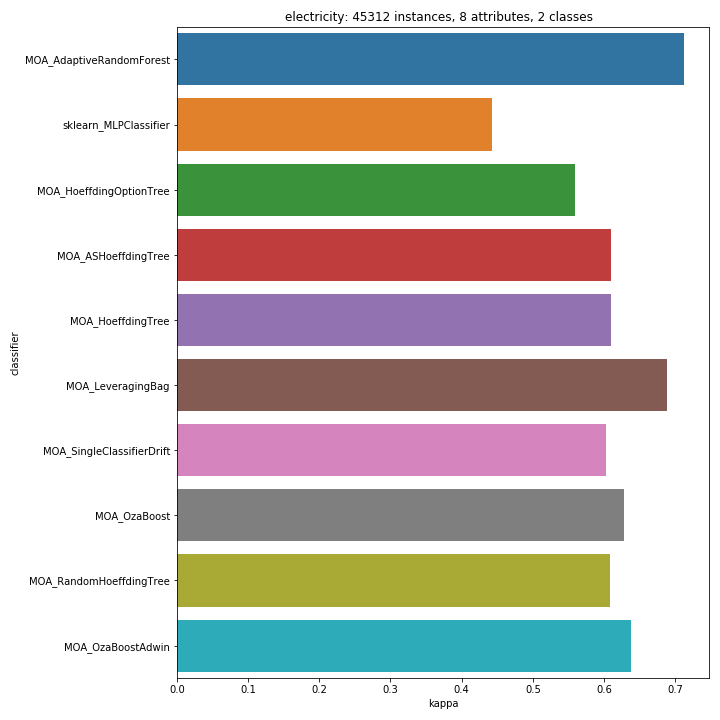 electricity: 45312 instances, 8 attributes, 2 classes
MOA_AdaptiveRandomForest
sklearn_MLPClassifier
MOA_HoeffdingOptionTree
MOA_ASHoeffdingTree
MOA_HoeffdingTree
MOA_LeveragingBag
MOA_SingleClassifierDrift
MOA_OzaBoost
MOA_RandomHoeffdingTree
MOA_OzaBoostAdwin
classifier
0.0 0.1 0.2 0.3 0.4 0.5 0.6 0.7
kappa